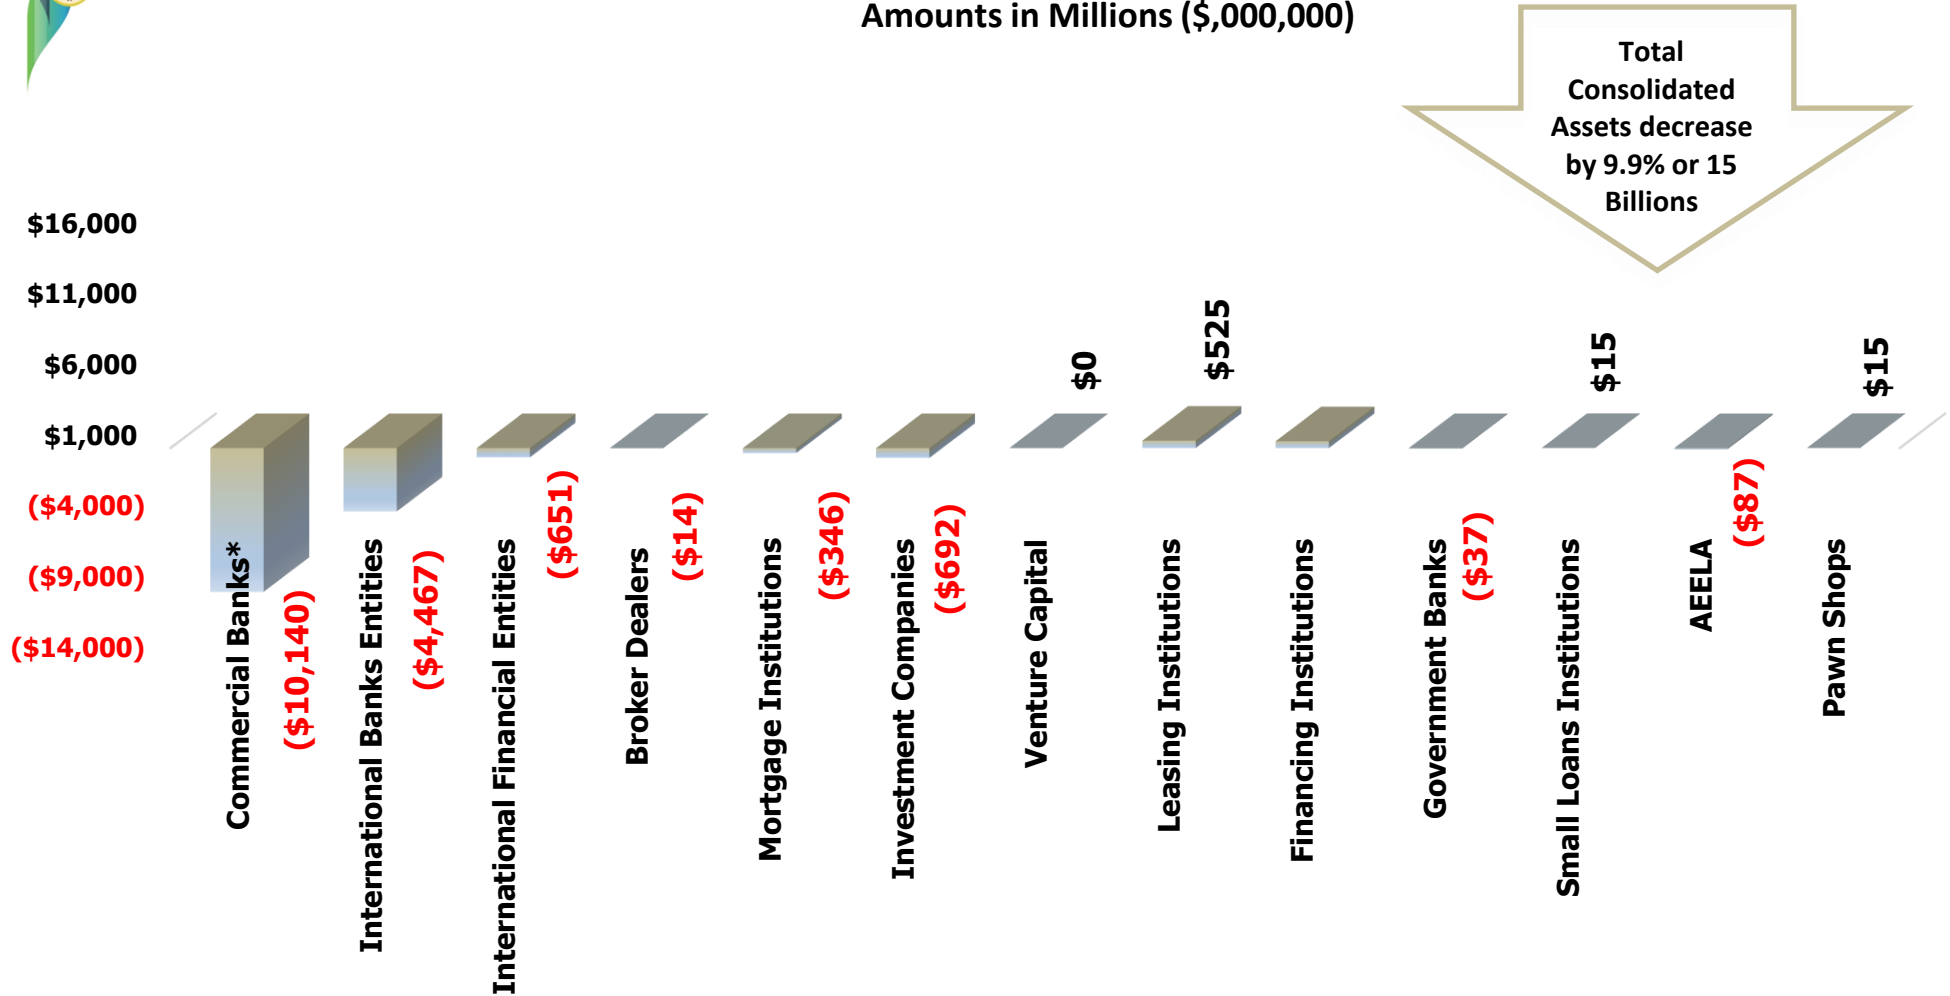 Amounts in Millions ($,000,000)
Total
Consolidated
Assets decrease
by 9.9% or 15
Billions
$16,000
$11,000
$6,000
$1,000
($4,000)
($9,000)
($14,000)
($10,140)
($4,467)
($651)
($14)
($346)
($692)
$0
$525
($37)
$15
($87)
$15
Commercial Banks*
International Banks Entities
International Financial Entities
Broker Dealers
Mortgage Institutions
Investment Companies
Venture Capital
Leasing Institutions
Financing Institutions
Government Banks
Small Loans Institutions
AEELA
Pawn Shops